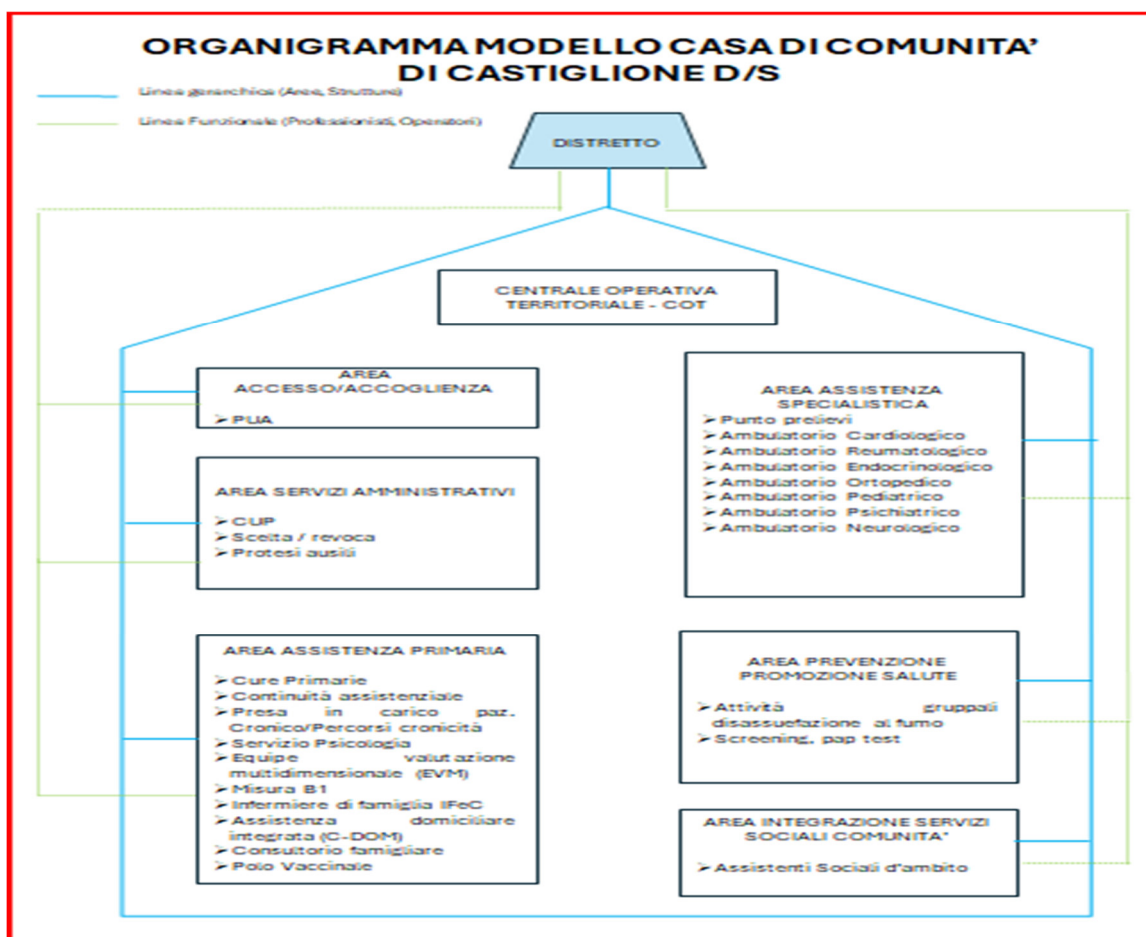 ORGANIGRAMMA MODELLO CASA DI COMUNITA'
DI CASTIGLIONE D/S
Linea gerarchica (Aree, Strutture)
Linea Funzionale (Professionisti, Operatori)
DISTRETTO
CENTRALE OPERATIVA
TERRITORIALE - COT
AREA
ACCESSO/ACCOGLIENZA
➢ PUA
AREA SERVIZI AMMINISTRATIVI
➢ CUP
➢ Scelta / revoca
➢ Protesi ausili
AREA ASSISTENZA PRIMARIA
➢ Cure Primarie
➢ Continuità assistenziale
➢ Presa in carico paz.
Cronico/Percorsi cronicità
➢ Servizio Psicologia
➢ Equipe valutazione
multidimensionale (EVM)
➢ Misura B1
➢ Infermiere di famiglia IFeC
➢ Assistenza domiciliare
integrata (C-DOM)
➢ Consultorio famigliare
➢ Polo Vaccinale
AREA ASSISTENZA
SPECIALISTICA
➢ Punto prelievi
➢ Ambulatorio Cardiologico
➢ Ambulatorio Reumatologico
➢ Ambulatorio Endocrinologico
➢ Ambulatorio Ortopedico
➢ Ambulatorio Pediatrico
➢ Ambulatorio Psichiatrico
➢ Ambulatorio Neurologico
AREA PREVENZIONE
PROMOZIONE SALUTE
➢ Attività gruppali
disassuefazione al fumo
➢ Screening, pap test
AREA INTEGRAZIONE SERVIZI
SOCIALI COMUNITA'
➢ Assistenti Sociali d'ambito